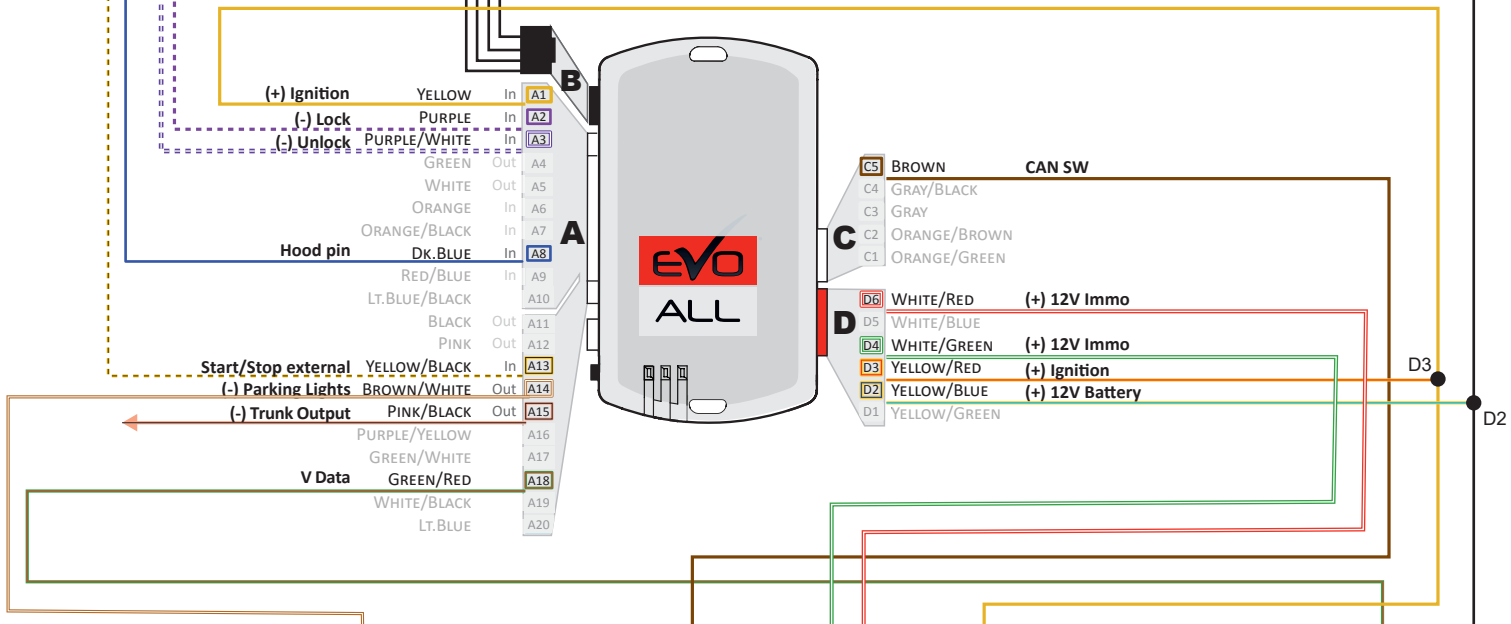 B
(+) Ignition YELLOW In A1
(-) Lock PURPLE In A2
(-) Unlock PURPLE/WHITE In A3
GREEN Out A4
WHITE Out A5
ORANGE In A6
ORANGE/BLACK In A7
Hood pin DK.BLUE In A8
RED/BLUE In A9
LT.BLUE/BLACK A10
BLACK Out A11
PINK Out A12
Start/Stop external YELLOW/BLACK In A13
(-) Parking Lights BROWN/WHITE Out A14
(-) Trunk Output PINK/BLACK Out A15
PURPLE/YELLOW A16
GREEN/WHITE A17
V Data GREEN/RED A18
WHITE/BLACK A19
LT.BLUE A20
A
EVO
ALL
C
C5 BROWN CAN SW
C4 GRAY/BLACK
C3 GRAY
C2 ORANGE/BROWN
C1 ORANGE/GREEN
D
D6 WHITE/RED (+) 12V Immo
D5 WHITE/BLUE
D4 WHITE/GREEN (+) 12V Immo
D3 YELLOW/RED (+) Ignition
D2 YELLOW/BLUE (+) 12V Battery
D1 YELLOW/GREEN
D3
D2